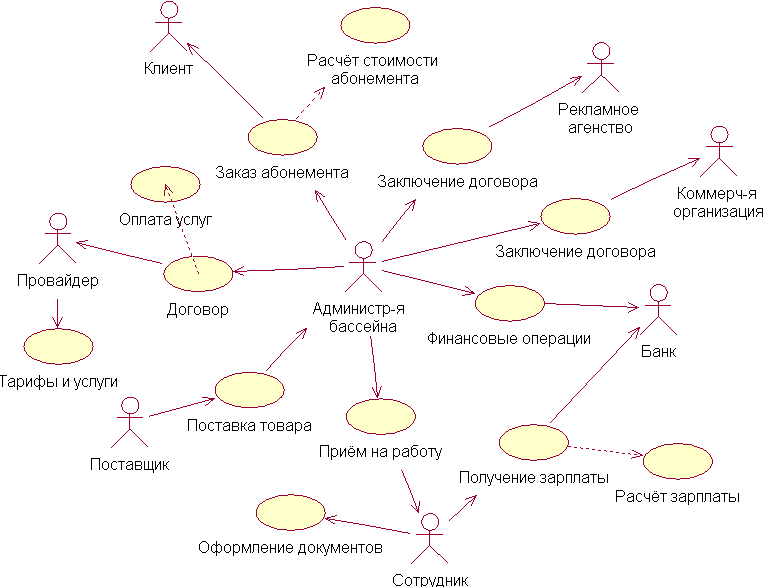 Клиент
Расчёт стоимости
абонемента
Рекламное
агенство
Заказ абонемента
Заключение договора
Коммерч-я
организация
Оплата услуг
Заключение договора
Провайдер
Договор
Администр-я
бассейна
Финансовые операции
Банк
Тарифы и услуги
Поставка товара
Приём на работу
Поставщик
Получение зарплаты
Расчёт зарплаты
Оформление документов
Сотрудник